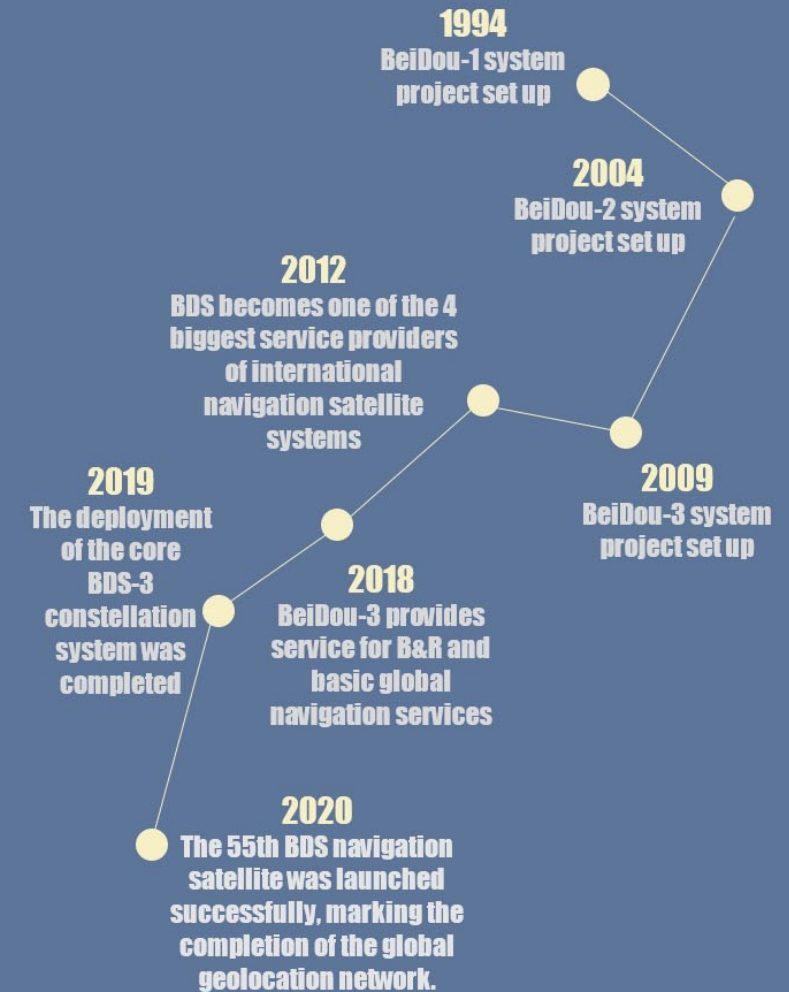 1994
BeiDou-1 system
project set up
2004
BeiDou-2 system
project set up
2012
BDS becomes one of the 4
biggest service providers
of international
navigation satellite
systems
2009
BeiDou-3 system
project set up
2019
The deployment
of the core
BDS-3
constellation
system was
completed
2018
BeiDou-3 provides
service for B&R and
basic global
navigation services
2020
The 55th BDS navigation
satellite was launched
successfully, marking the
completion of the global
geolocation network.